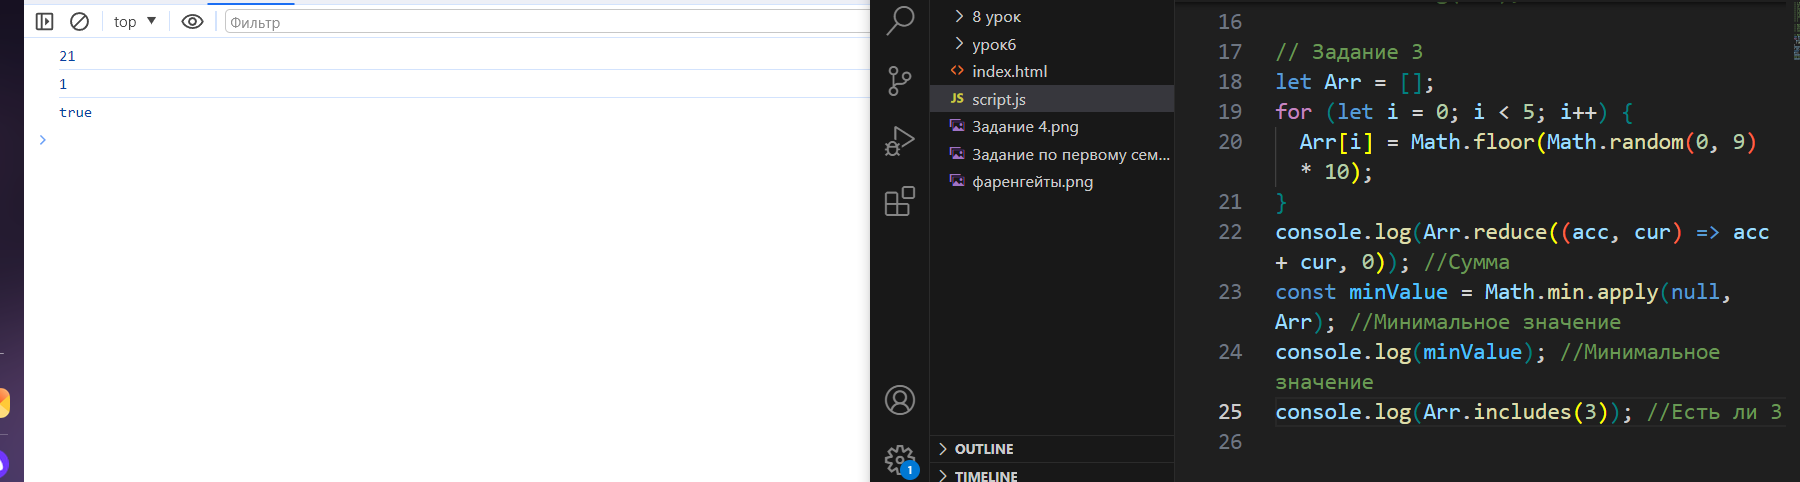 top ▼
Фильтр
21
1
true
8 урок
урок6
index.html
JS script.js
Задание 4.png
Задание по первому сем...
фаренгейты.png
OUTLINE
TIMELINE
1
16
17 // Задание 3
18 let Arr = [];
19 for (let i = 0; i < 5; i++) {
20 Arr[i] = Math.floor(Math.random(0, 9)
* 10);
21 }
22 console.log(Arr.reduce((acc, cur) => acc
+ cur, 0)); //Сумма
23 const minValue = Math.min.apply(null,
Arr); //Минимальное значение
24 console.log(minValue); //Минимальное
значение
25 console.log(Arr.includes(3)); //Есть ли 3
26